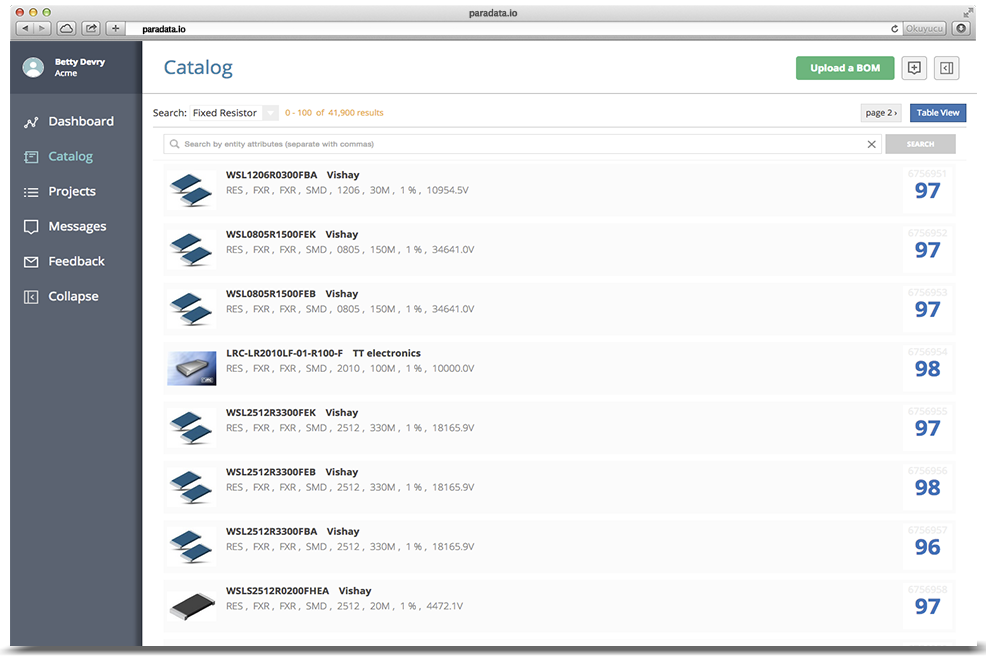 paradata.io
paradata.io
Okuyucu
Betty Devry
Acme
Dashboard
Catalog
Projects
Messages
Feedback
Collapse
Catalog
Upload a BOM
Search: Fixed Resistor 0 - 100 of 41,900 results
page 2 ›
Table View
Search by entity attributes (separate with commas)
SEARCH
WSL1206R0300FBA Vishay
RES , FXR , FXR , SMD , 1206 , 30M , 1 % , 10954.5V
6756951
97
WSL0805R1500FEK Vishay
RES , FXR , FXR , SMD , 0805 , 150M , 1 % , 34641.0V
6756952
97
WSL0805R1500FEB Vishay
RES , FXR , FXR , SMD , 0805 , 150M , 1 % , 34641.0V
6756953
97
LRC-LR2010LF-01-R100-F TT electronics
RES , FXR , FXR , SMD , 2010 , 100M , 1 % , 10000.0V
6756954
98
WSL2512R3300FEK Vishay
RES , FXR , FXR , SMD , 2512 , 330M , 1 % , 18165.9V
6756955
97
WSL2512R3300FEB Vishay
RES , FXR , FXR , SMD , 2512 , 330M , 1 % , 18165.9V
6756956
98
WSL2512R3300FBA Vishay
RES , FXR , FXR , SMD , 2512 , 330M , 1 % , 18165.9V
6756957
96
WSLS2512R0200FHEA Vishay
RES , FXR , FXR , SMD , 2512 , 20M , 1 % , 4472.1V
6756958
97